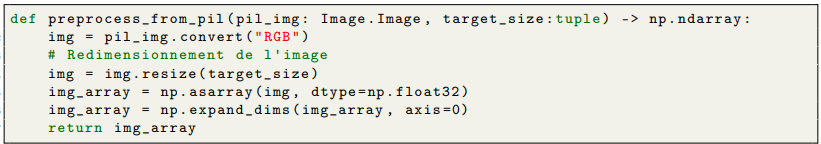 def preprocess_from_pil(pil_img: Image.Image, target_size:tuple) -> np.ndarray:
    img = pil_img.convert("RGB")
    # Redimensionnement de l'image
    img = img.resize(target_size)
    img_array = np.asarray(img, dtype=np.float32)
    img_array = np.expand_dims(img_array, axis=0)
    return img_array